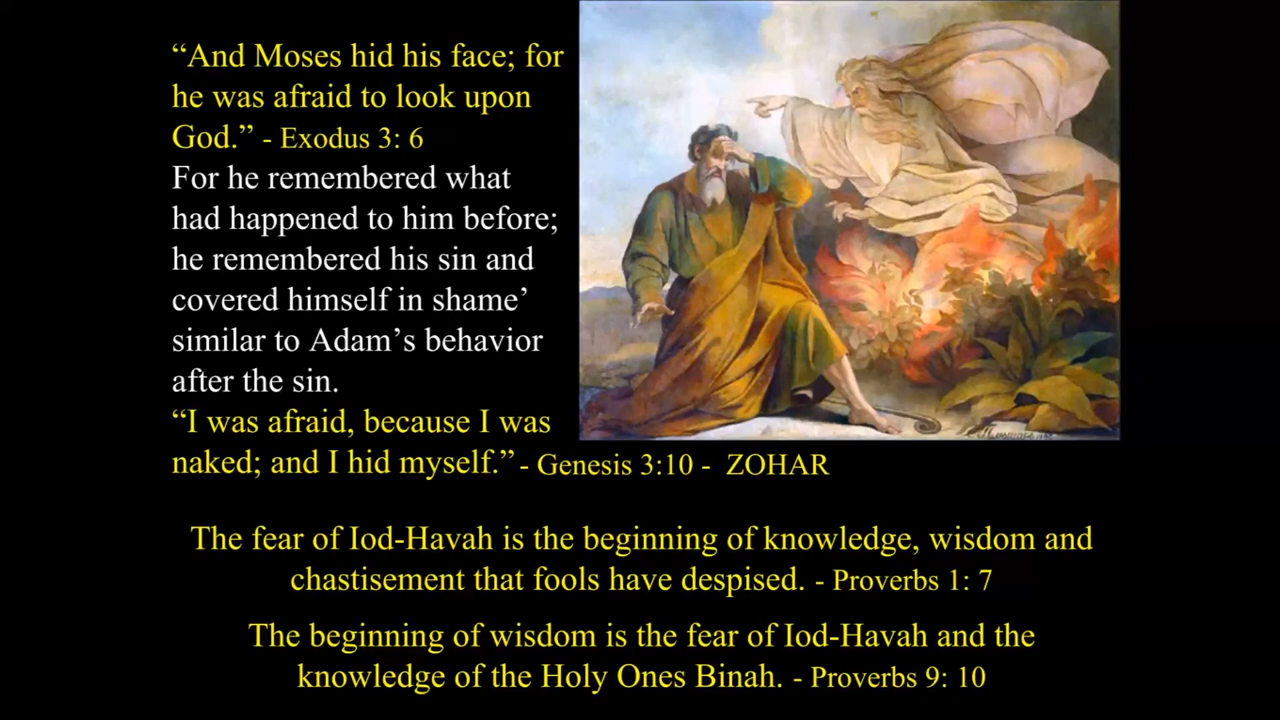 “And Moses hid his face; for
he was afraid to look upon
God.” - Exodus 3: 6
For he remembered what
had happened to him before;
he remembered his sin and
covered himself in shame’
similar to Adam’s behavior
after the sin.
“I was afraid, because I was
naked; and I hid myself.” - Genesis 3:10 - ZOHAR
The fear of Iod-Havah is the beginning of knowledge, wisdom and
chastisement that fools have despised. - Proverbs 1: 7
The beginning of wisdom is the fear of Iod-Havah and the
knowledge of the Holy Ones Binah. - Proverbs 9: 10